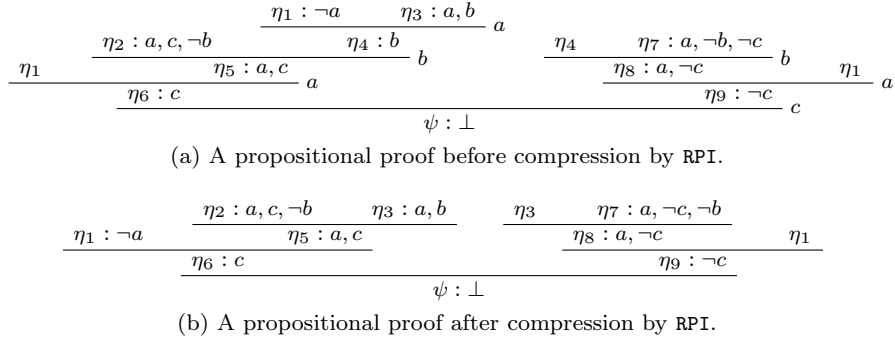 η₁ : ¬a η₃ : a, b a
η₂ : a, c, ¬b η₄ : b b η₄ η₇ : a, ¬b, ¬c b
η₁ η₅ : a, c a η₈ : a, ¬c η₁ a
η₆ : c η₉ : ¬c c
ψ : ⊥
(a) A propositional proof before compression by RPI.
η₂ : a, c, ¬b η₃ : a, b η₃ η₇ : a, ¬c, ¬b
η₁ : ¬a η₅ : a, c η₈ : a, ¬c η₁
η₆ : c η₉ : ¬c
ψ : ⊥
(b) A propositional proof after compression by RPI.